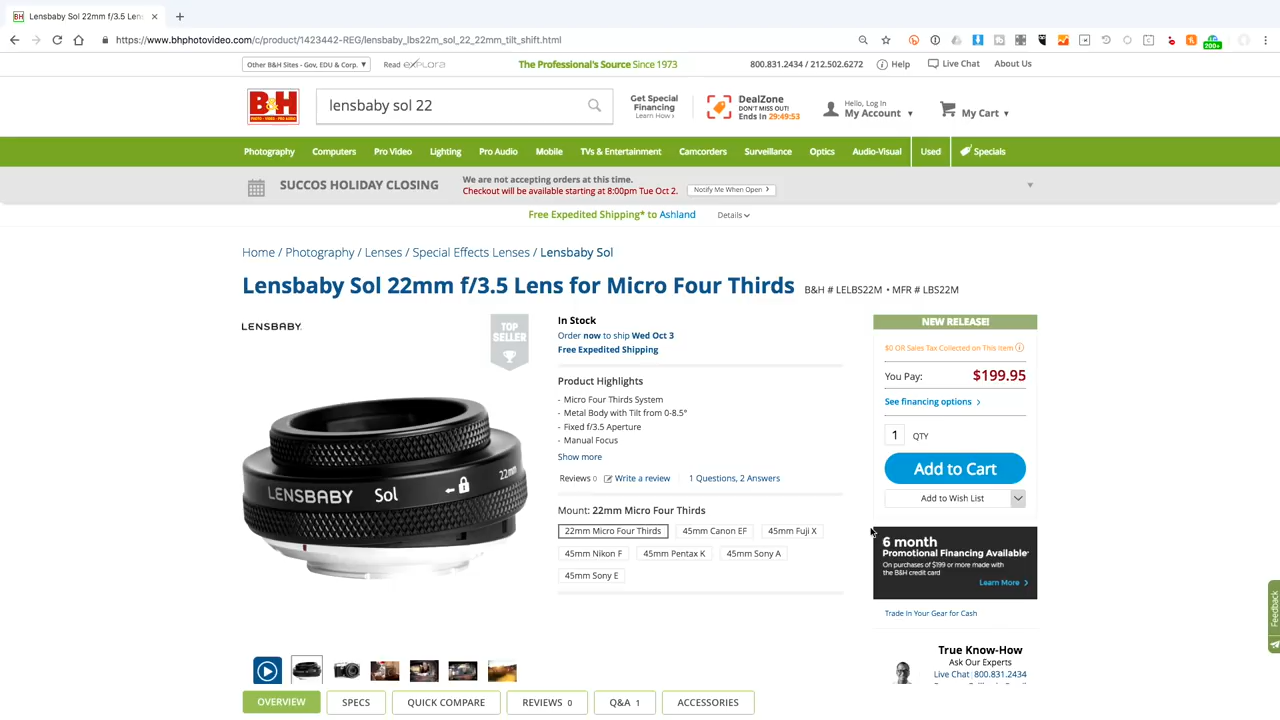 Lensbaby Sol 22mm f/3.5 Len
https://www.bhphotovideo.com/c/product/1423442-REG/lensbaby_lbs22m_sol_22_22mm_tilt_shift.html
200+
Other B&H Sites - Gov, EDU & Corp. ▼
Read eXPLORA
The Professional's Source Since 1973
800.831.2434 / 212.502.6272
Help
Live Chat
About Us
B&H
PHOTO - VIDEO - PRO AUDIO
lensbaby sol 22
Get Special
Financing
Learn How ›
DealZone
DON'T MISS OUT!
Ends In 29:49:53
Hello, Log In
My Account ▼
My Cart ▼
Photography Computers Pro Video Lighting Pro Audio Mobile TVs & Entertainment Camcorders Surveillance Optics Audio-Visual Used Specials
SUCCOS HOLIDAY CLOSING
We are not accepting orders at this time.
Checkout will be available starting at 8:00pm Tue Oct 2.
Notify Me When Open ›
Free Expedited Shipping* to Ashland Details
Home / Photography / Lenses / Special Effects Lenses / Lensbaby Sol
Lensbaby Sol 22mm f/3.5 Lens for Micro Four Thirds
B&H # LELBS22M • MFR # LBS22M
LENSBABY.
TOP
SELLER
LENSBABY Sol 22mm
In Stock
Order now to ship Wed Oct 3
Free Expedited Shipping
Product Highlights
- Micro Four Thirds System
- Metal Body with Tilt from 0-8.5°
- Fixed f/3.5 Aperture
- Manual Focus
Show more
Reviews 0 Write a review 1 Questions, 2 Answers
Mount: 22mm Micro Four Thirds
22mm Micro Four Thirds 45mm Canon EF 45mm Fuji X
45mm Nikon F 45mm Pentax K 45mm Sony A
45mm Sony E
NEW RELEASE!
$0 OR Sales Tax Collected on This Item
You Pay: $199.95
See financing options ›
1 QTY
Add to Cart
Add to Wish List
6 month
Promotional Financing Available*
On purchases of $199 or more made with
the B&H credit card
Learn More ›
Trade In Your Gear for Cash
True Know-How
Ask Our Experts
Live Chat | 800.831.2434
Feedback
OVERVIEW SPECS QUICK COMPARE REVIEWS 0 Q&A 1 ACCESSORIES